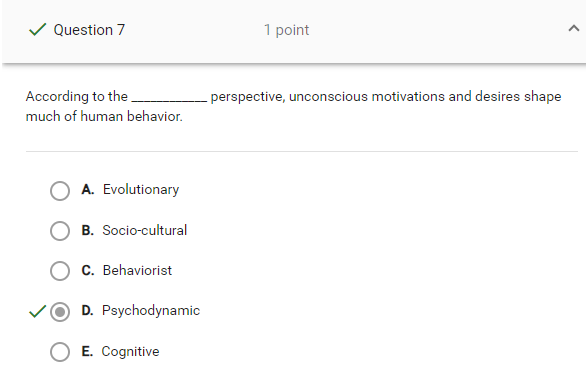 Question 7
1 point
According to the ____________ perspective, unconscious motivations and desires shape
much of human behavior.
A. Evolutionary
B. Socio-cultural
C. Behaviorist
D. Psychodynamic
E. Cognitive